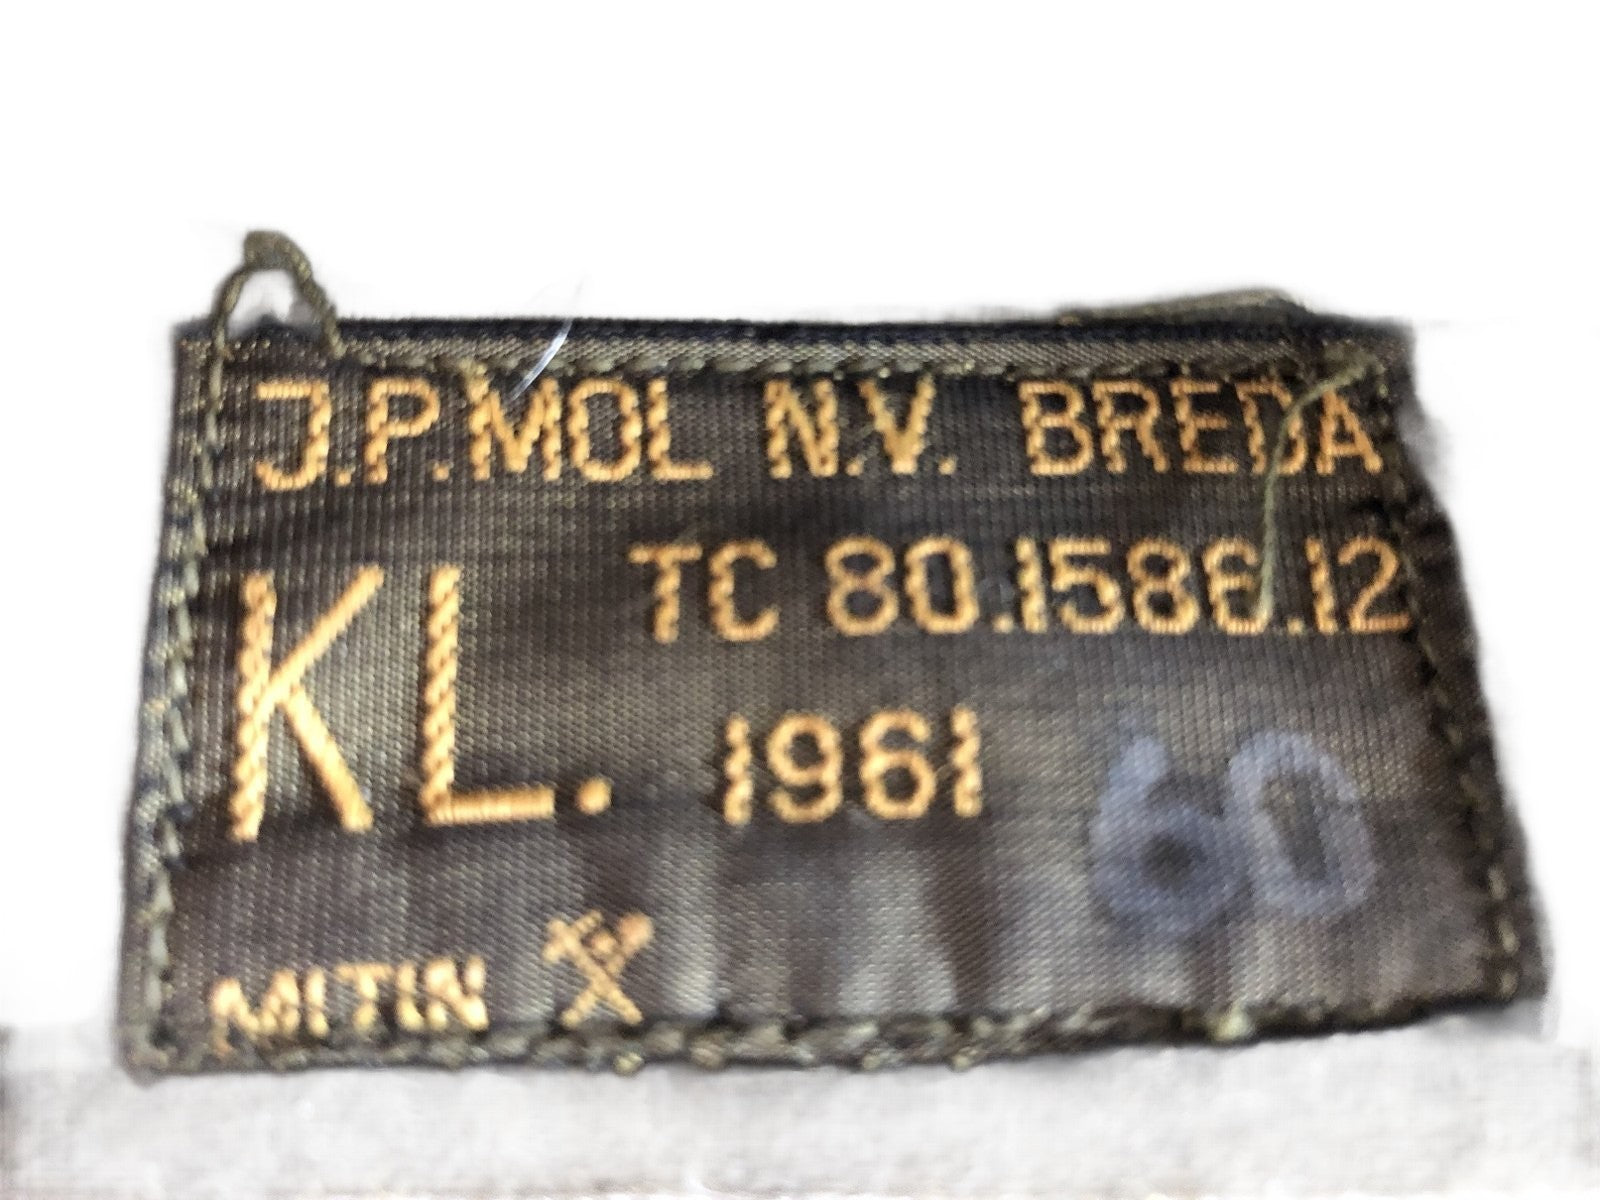 J.P.MOL N.V. BREDA
TC 80.1586.12
KL. 1961 60
MITIN